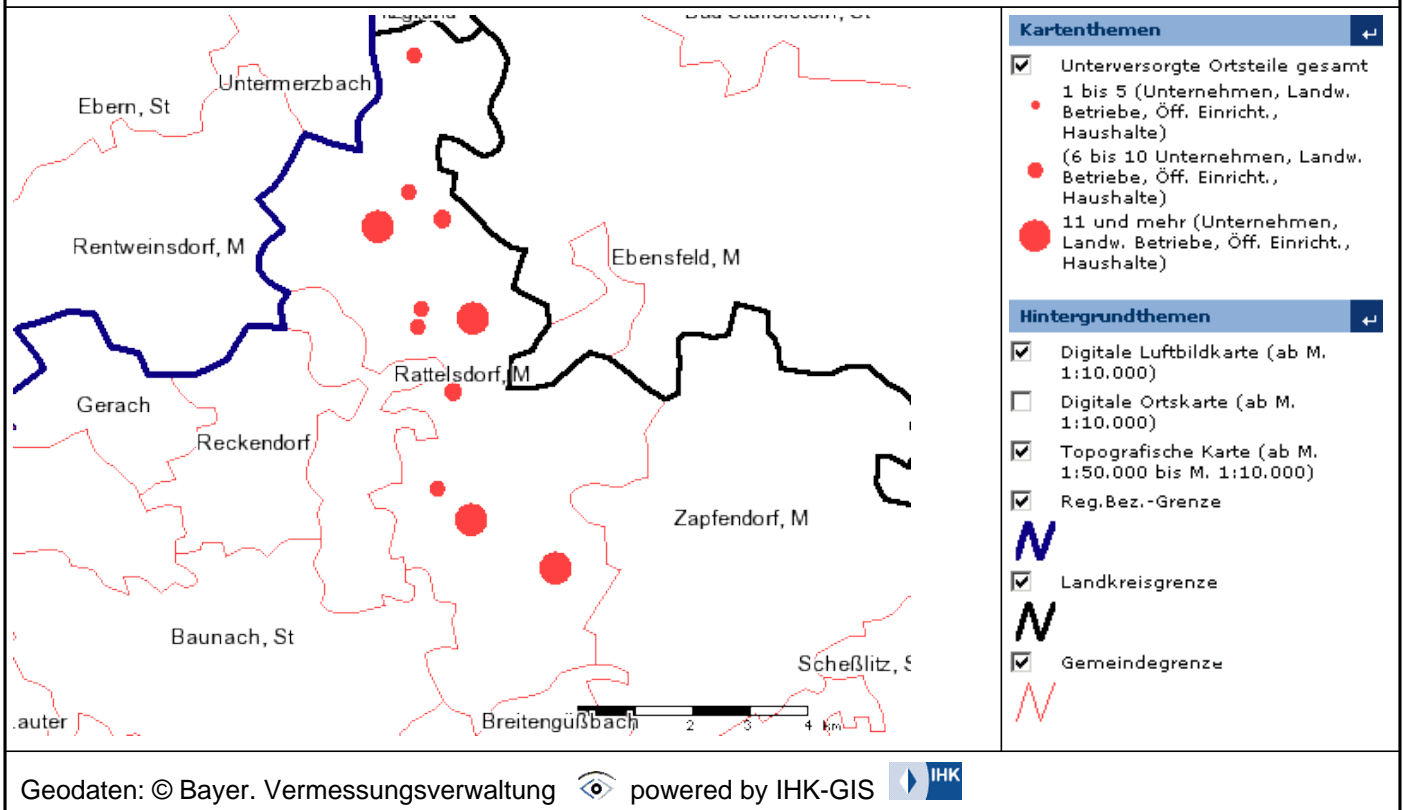 Untermerzbach
Ebern, St
Rentweinsdorf, M
Ebensfeld, M
Rattelsdorf, M
Gerach
Reckendorf
Zapfendorf, M
Baunach, St
Scheßlitz, S
Breitengüßbach
2 3 4 km
Kartenthemen
Unterversorgte Ortsteile gesamt
1 bis 5 (Unternehmen, Landw.
Betriebe, Öff. Einricht.,
Haushalte)
(6 bis 10 Unternehmen, Landw.
Betriebe, Öff. Einricht.,
Haushalte)
11 und mehr (Unternehmen,
Landw. Betriebe, Öff. Einricht.,
Haushalte)
Hintergrundthemen
Digitale Luftbildkarte (ab M.
1:10.000)
Digitale Ortskarte (ab M.
1:10.000)
Topografische Karte (ab M.
1:50.000 bis M. 1:10.000)
Reg.Bez.-Grenze
Landkreisgrenze
Gemeindegrenze
Geodaten: © Bayer. Vermessungsverwaltung powered by IHK-GIS IHK